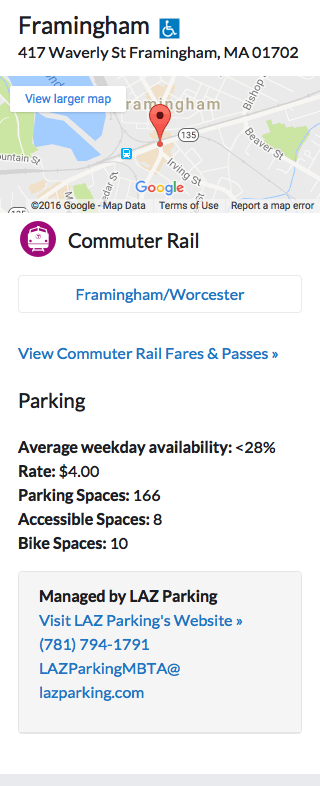 Framingham
417 Waverly St Framingham, MA 01702
View larger map
ramingham
Bishop
135
Beaver St
untain St
Irving St
dar St
Google
©2016 Google - Map Data Terms of Use Report a map error
Commuter Rail
Framingham/Worcester
View Commuter Rail Fares & Passes »
Parking
Average weekday availability: <28%
Rate: $4.00
Parking Spaces: 166
Accessible Spaces: 8
Bike Spaces: 10
Managed by LAZ Parking
Visit LAZ Parking's Website »
(781) 794-1791
LAZParkingMBTA@
lazparking.com